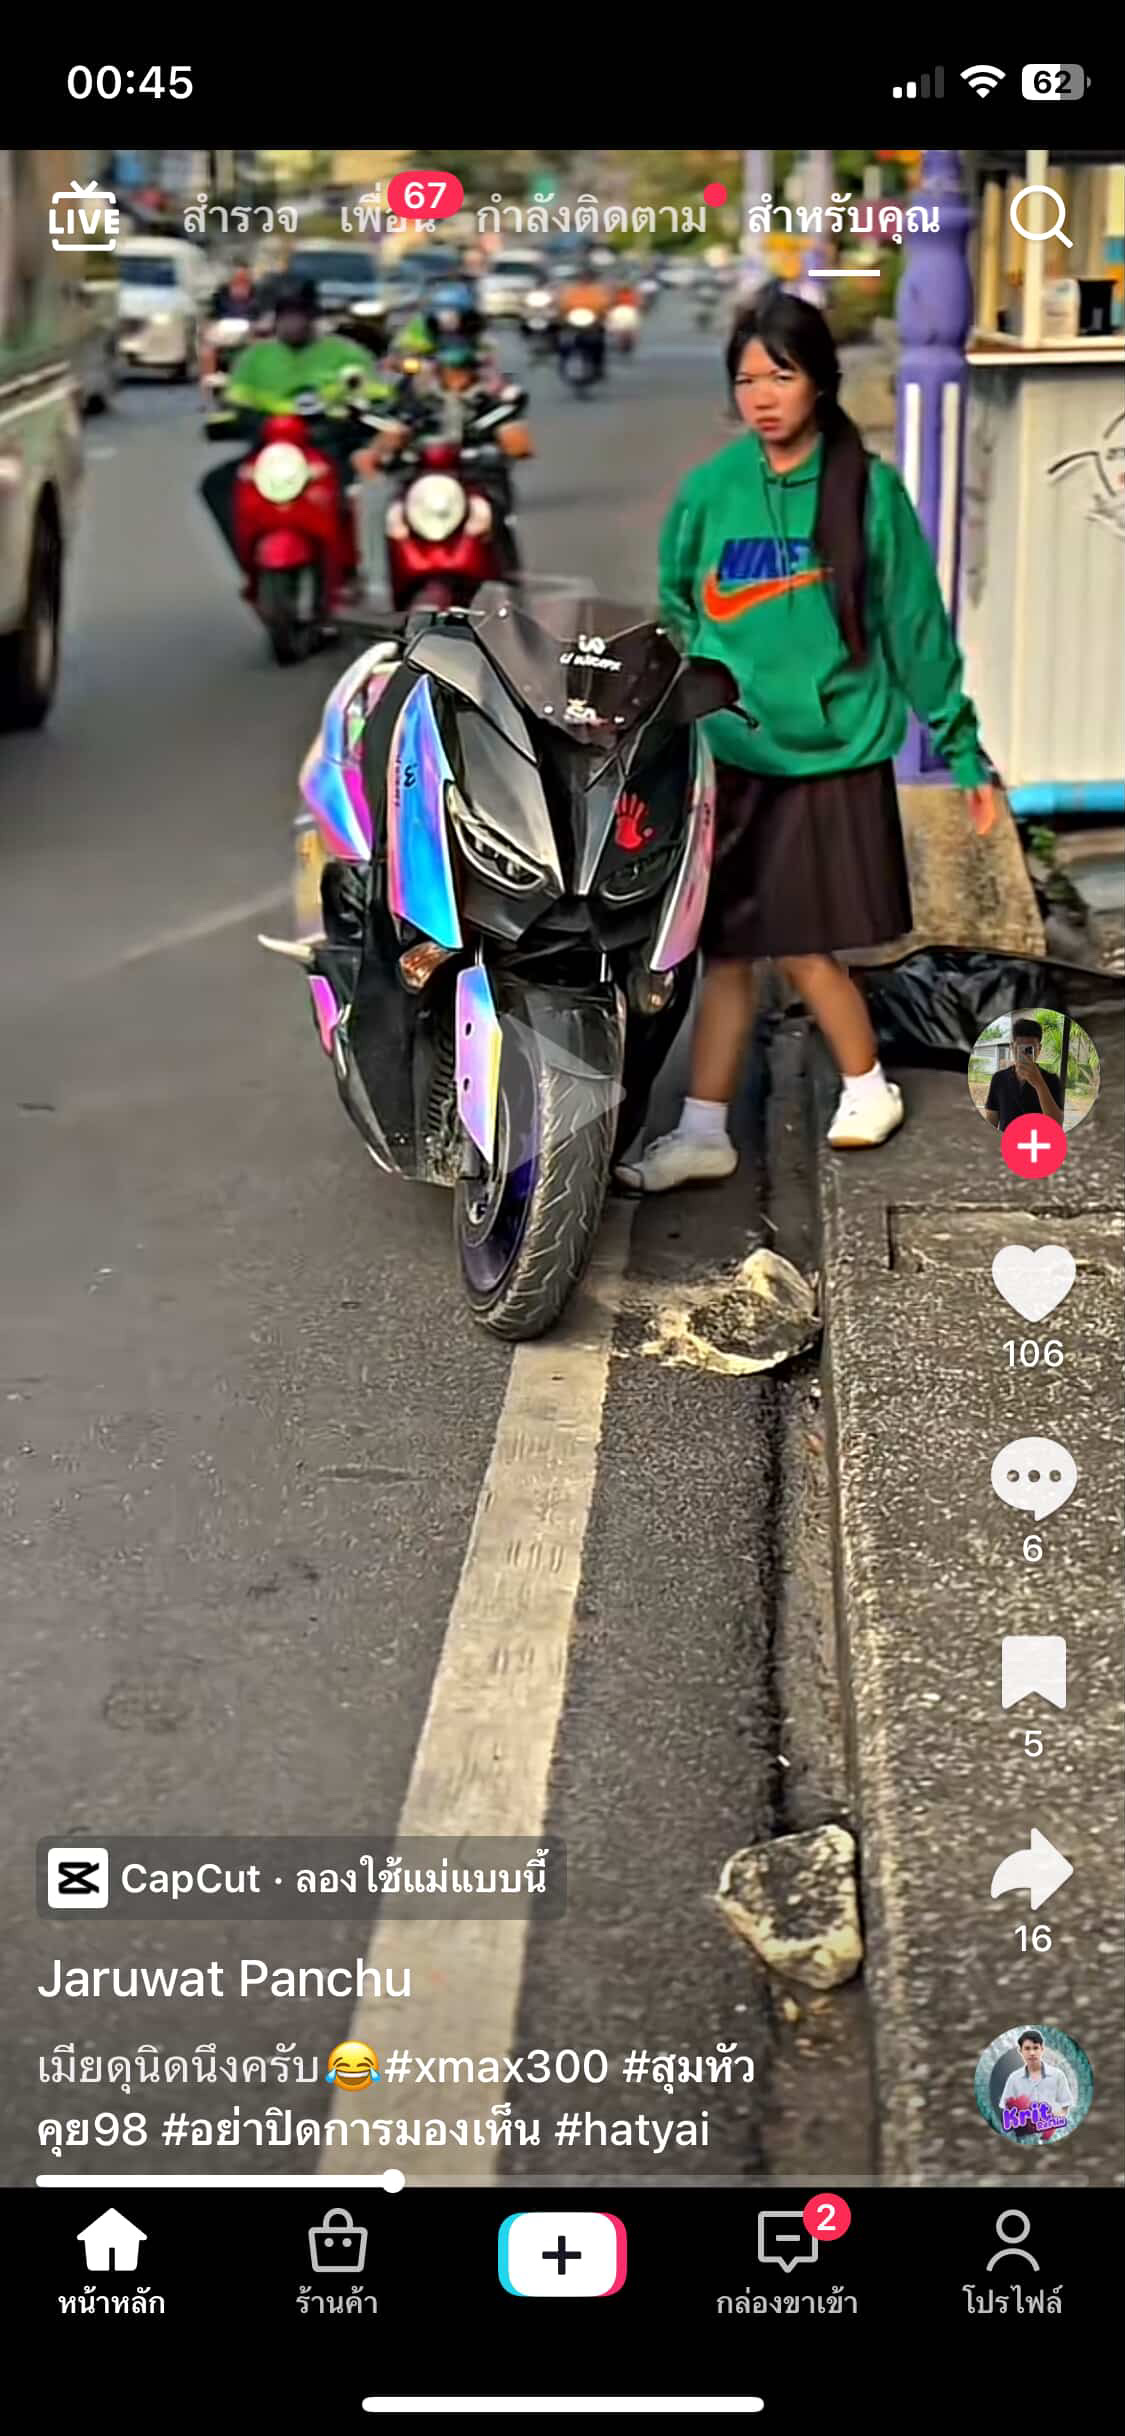 00:45
62
LIVE
สำรวจ
เพื่อน
67
กำลังติดตาม
สำหรับคุณ
NIKE
106
6
5
16
CapCut · ลองใช้แม่แบบนี้
Jaruwat Panchu
เมียดุนิดนึงครับ😂#xmax300 #สุมหัว
คุย98 #อย่าปิดการมองเห็น #hatyai
Krit
หน้าหลัก
ร้านค้า
กล่องขาเข้า
2
โปรไฟล์